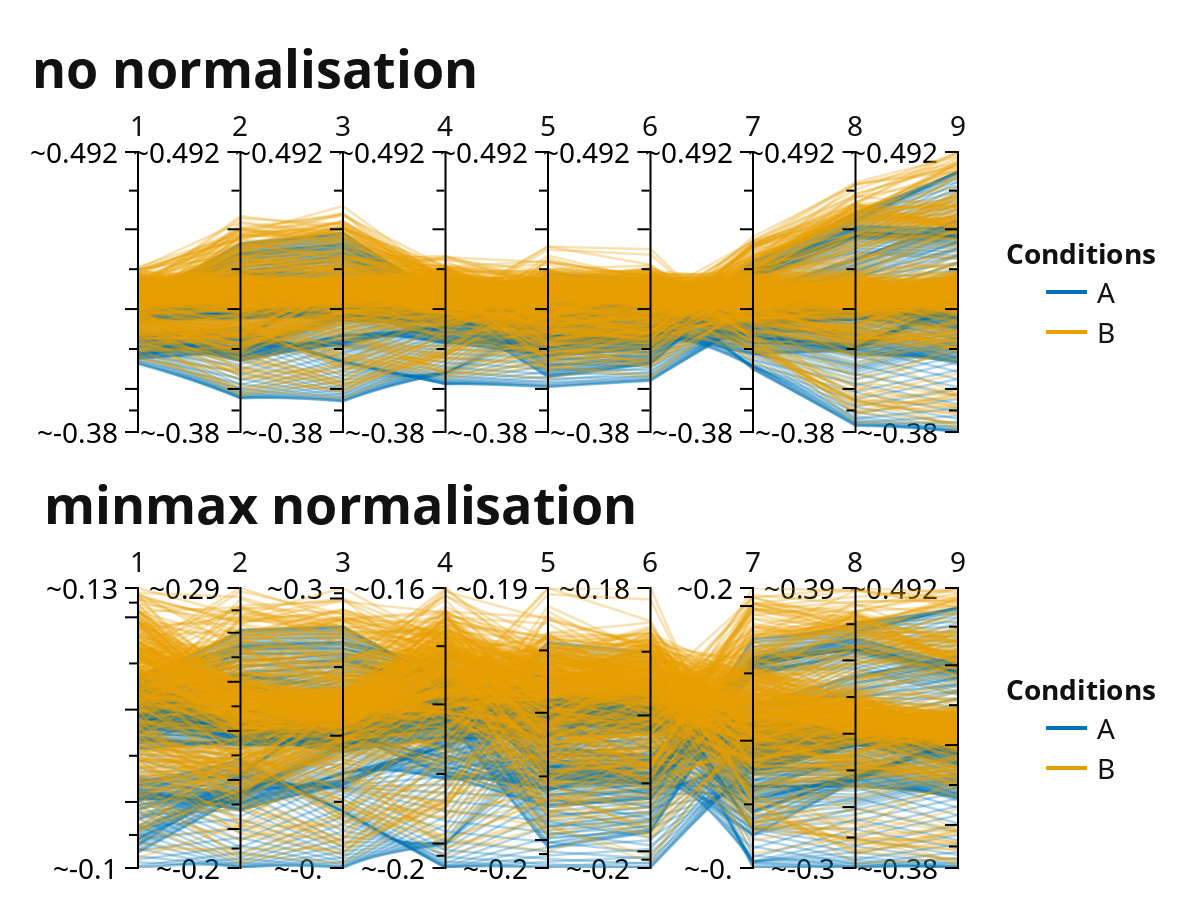 no normalisation
1 2 3 4 5 6 7 8 9
~0.492 ~0.492 ~0.492 ~0.492 ~0.492 ~0.492 ~0.492 ~0.492 ~0.492
Conditions
A
B
~-0.38 ~-0.38 ~-0.38 ~-0.38 ~-0.38 ~-0.38 ~-0.38 ~-0.38 ~-0.38
minmax normalisation
1 2 3 4 5 6 7 8 9
~0.13 ~0.29 ~0.3 ~0.16 ~0.19 ~0.18 ~0.2 ~0.39 ~0.492
Conditions
A
B
~-0.1 ~-0.2 ~-0. ~-0.2 ~-0.2 ~-0.2 ~-0. ~-0.3 ~-0.38